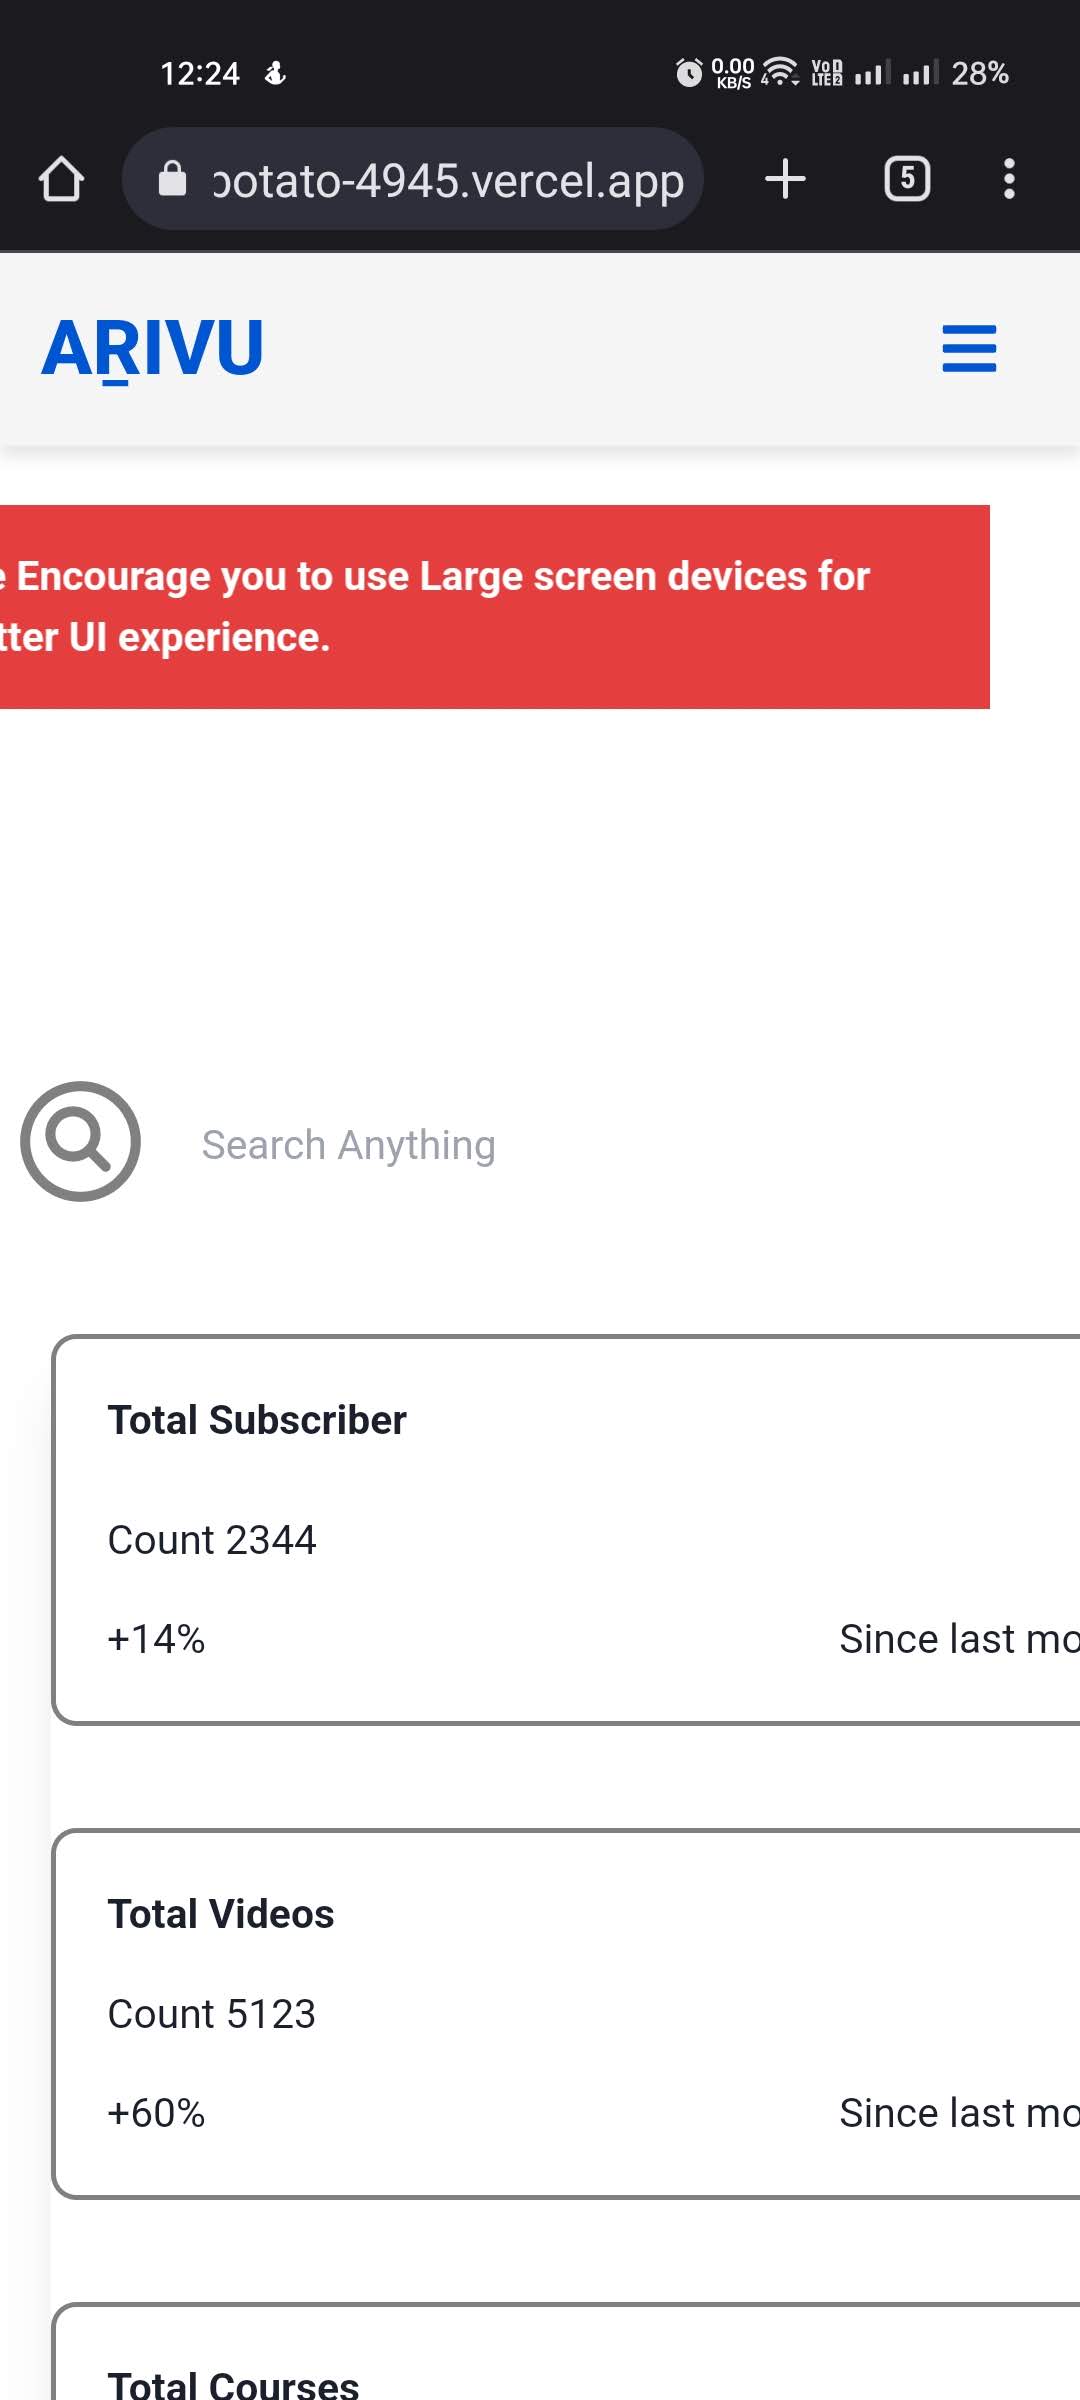 12:24
0.00
KB/S
4
VoD
LTE2
28%
potato-4945.vercel.app
5
ARIVU
e Encourage you to use Large screen devices for
tter UI experience.
Search Anything
Total Subscriber
Count 2344
+14%
Since last mo
Total Videos
Count 5123
+60%
Since last mo
Total Courses